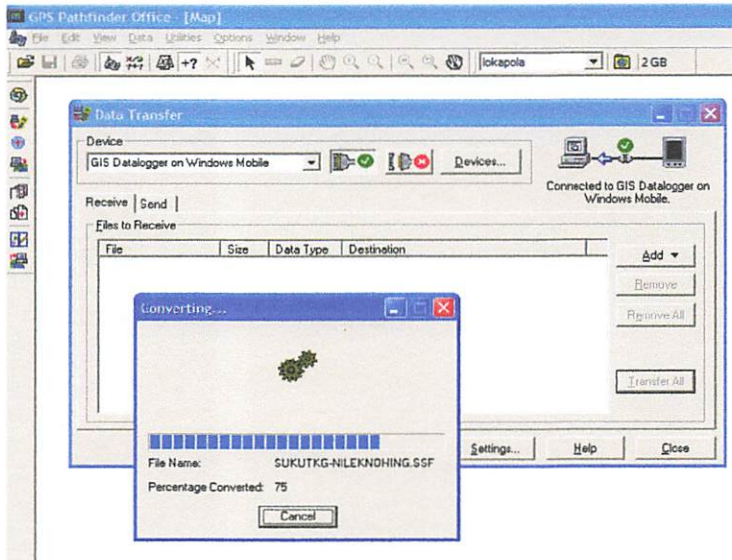 GPS Pathfinder Office - [Map]
File Edit View Data Utilities Options Window Help
+? lokapola 2 GB
Data Transfer
Device
GIS Datalogger on Windows Mobile
Devices...
Connected to GIS Datalogger on
Windows Mobile.
Receive Send
Files to Receive
File Size Data Type Destination
Add
Remove
Remove All
Transfer All
Converting...
File Name: SUKUTKG-NILEKNOHING.SSF
Percentage Converted: 75
Cancel
Settings... Help Close